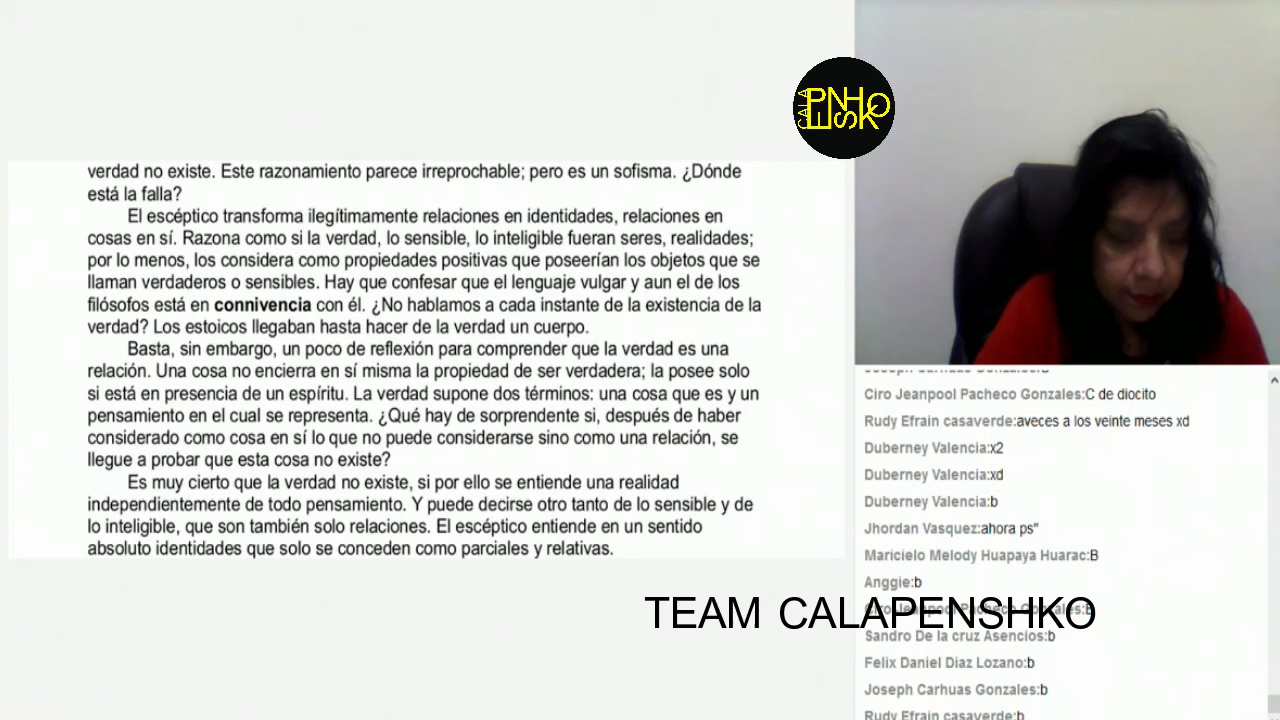 verdad no existe. Este razonamiento parece irreprochable; pero es un sofisma. ¿Dónde
está la falla?
El escéptico transforma ilegítimamente relaciones en identidades, relaciones en
cosas en sí. Razona como si la verdad, lo sensible, lo inteligible fueran seres, realidades;
por lo menos, los considera como propiedades positivas que poseerían los objetos que se
llaman verdaderos o sensibles. Hay que confesar que el lenguaje vulgar y aun el de los
filósofos está en connivencia con él. ¿No hablamos a cada instante de la existencia de la
verdad? Los estoicos llegaban hasta hacer de la verdad un cuerpo.
Basta, sin embargo, un poco de reflexión para comprender que la verdad es una
relación. Una cosa no encierra en sí misma la propiedad de ser verdadera; la posee solo
si está en presencia de un espíritu. La verdad supone dos términos: una cosa que es y un
pensamiento en el cual se representa. ¿Qué hay de sorprendente si, después de haber
considerado como cosa en sí lo que no puede considerarse sino como una relación, se
llegue a probar que esta cosa no existe?
Es muy cierto que la verdad no existe, si por ello se entiende una realidad
independientemente de todo pensamiento. Y puede decirse otro tanto de lo sensible y de
lo inteligible, que son también solo relaciones. El escéptico entiende en un sentido
absoluto identidades que solo se conceden como parciales y relativas.
CALA
PENHO
ESK
Joseph Carhuas Gonzales:
Ciro Jeanpool Pacheco Gonzales:C de diocito
Rudy Efrain casaverde:aveces a los veinte meses xd
Duberney Valencia:x2
Duberney Valencia:xd
Duberney Valencia:b
Jhordan Vasquez:ahora ps"
Maricielo Melody Huapaya Huarac:B
Anggie:b
Ciro Jeanpool Pacheco Gonzales:B
TEAM CALAPENSHKO
Sandro De la cruz Asencios:b
Felix Daniel Diaz Lozano:b
Joseph Carhuas Gonzales:b
Rudy Efrain casaverde:b